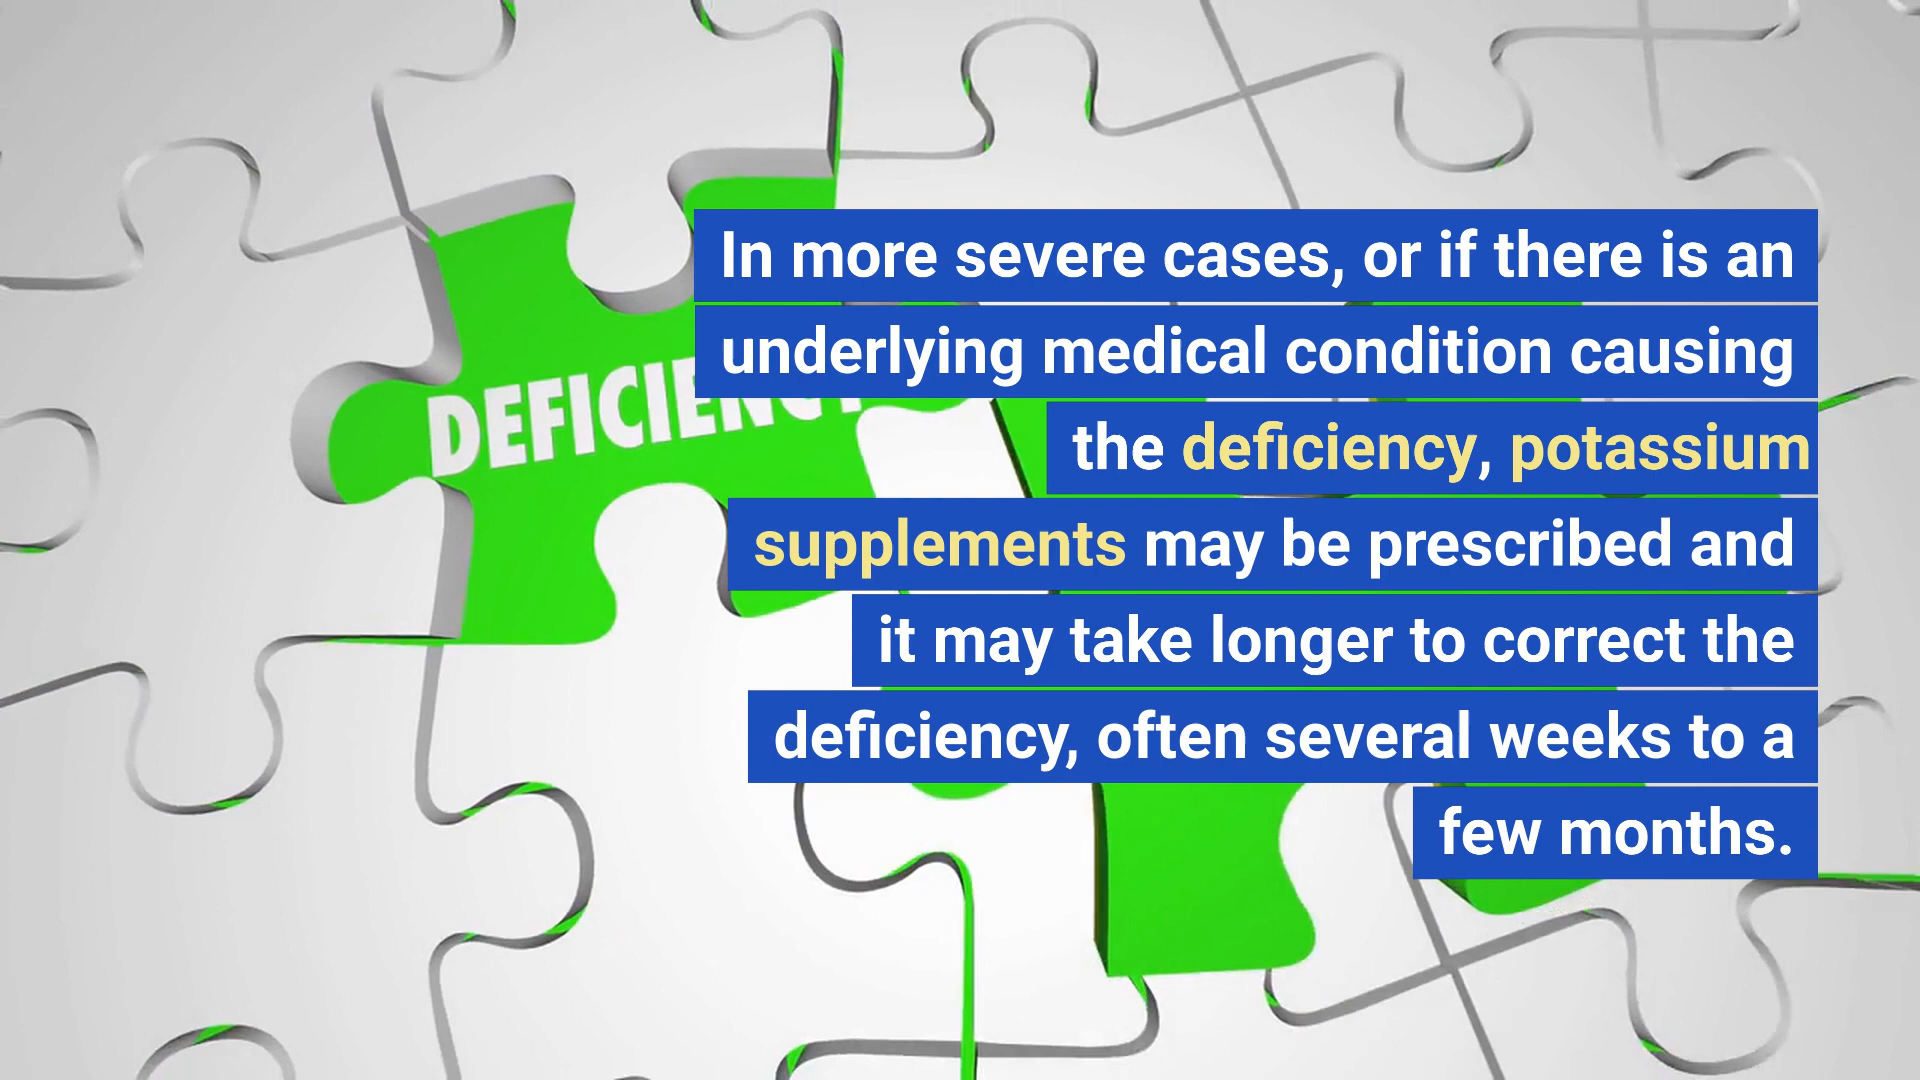 In more severe cases, or if there is an
underlying medical condition causing
the deficiency, potassium
supplements may be prescribed and
it may take longer to correct the
deficiency, often several weeks to a
few months.
DEFICIENCY